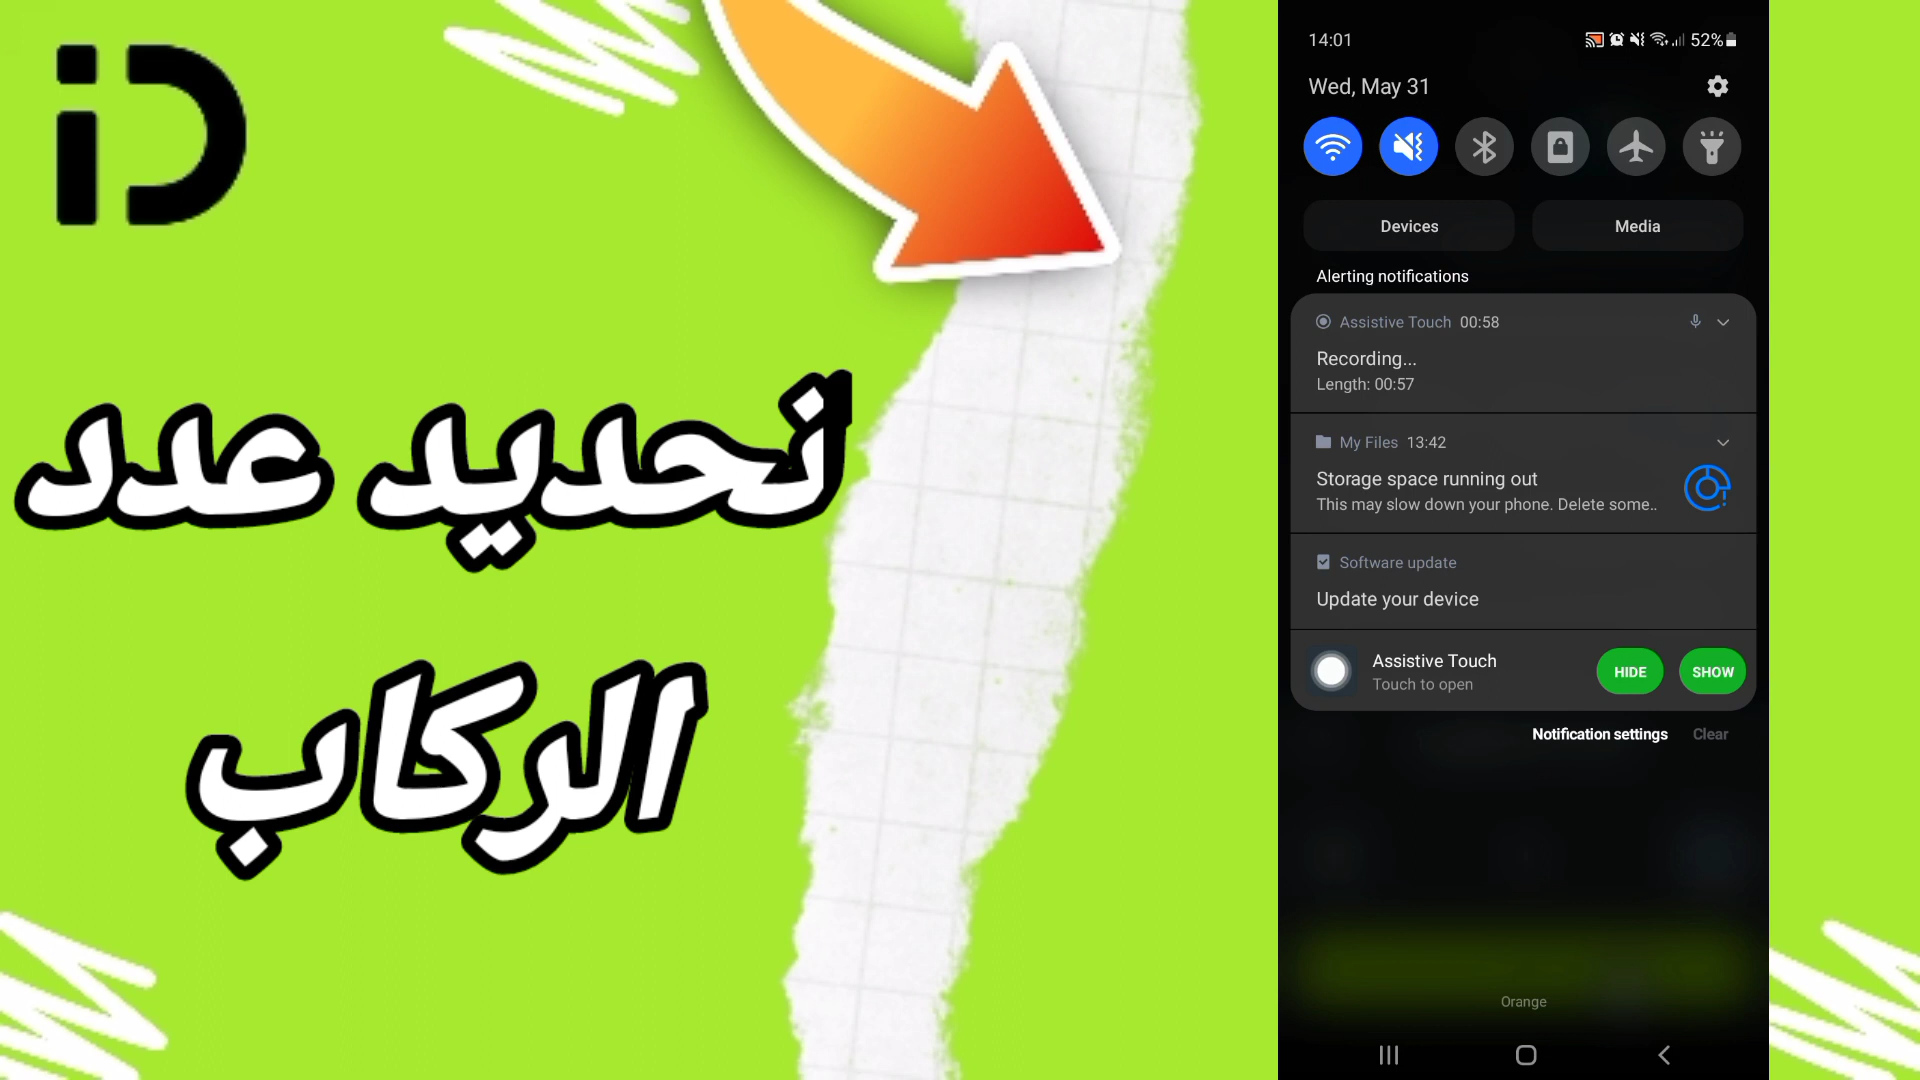 iD
تحديد عدد
الركاب
14:01
52%
Wed, May 31
Devices
Media
Alerting notifications
Assistive Touch 00:58
Recording...
Length: 00:57
My Files 13:42
Storage space running out
This may slow down your phone. Delete some..
Software update
Update your device
Assistive Touch
Touch to open
HIDE
SHOW
Notification settings
Clear
Orange